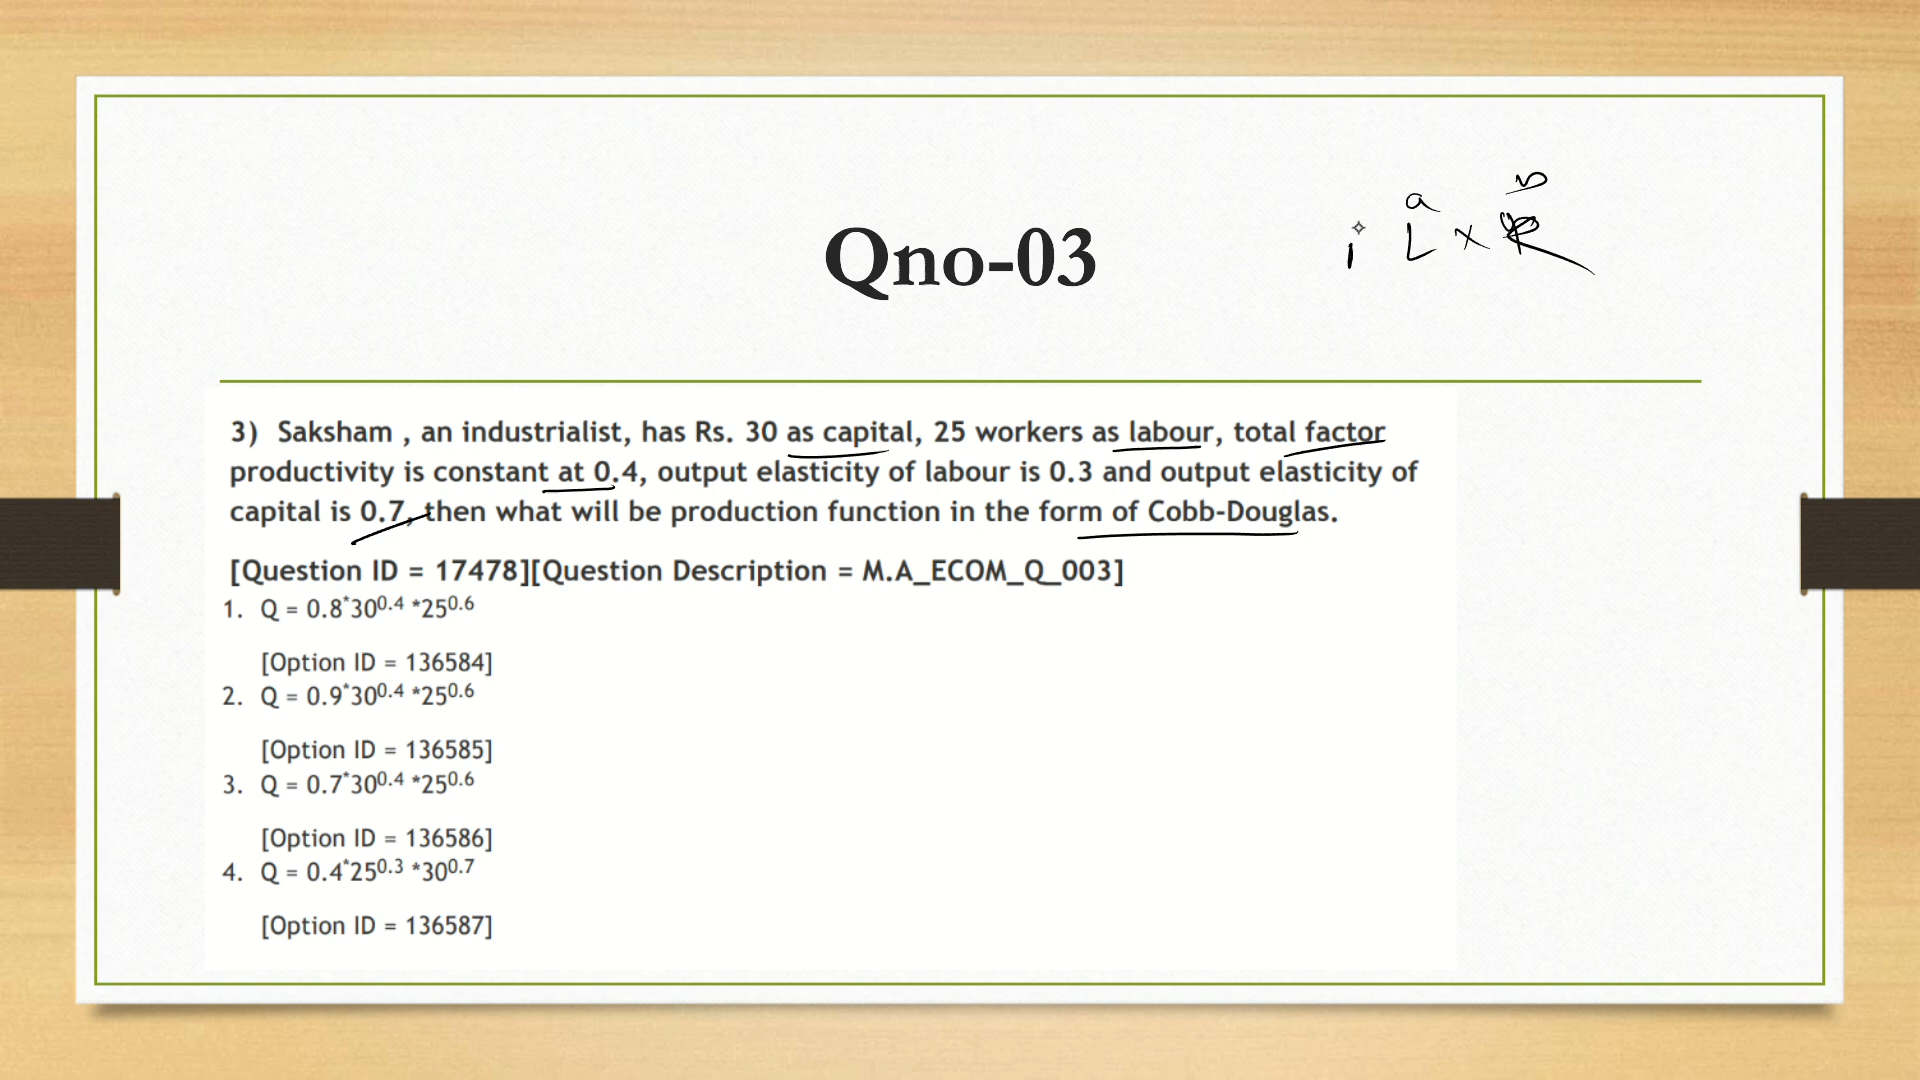 Qno-03
a
L x
3) Saksham , an industrialist, has Rs. 30 as capital, 25 workers as labour, total factor
productivity is constant at 0.4, output elasticity of labour is 0.3 and output elasticity of
capital is 0.7, then what will be production function in the form of Cobb-Douglas.
[Question ID = 17478][Question Description = M.A_ECOM_Q_003]
1. Q = 0.8*30^0.4 *25^0.6
[Option ID = 136584]
2. Q = 0.9*30^0.4 *25^0.6
[Option ID = 136585]
3. Q = 0.7*30^0.4 *25^0.6
[Option ID = 136586]
4. Q = 0.4*25^0.3 *30^0.7
[Option ID = 136587]